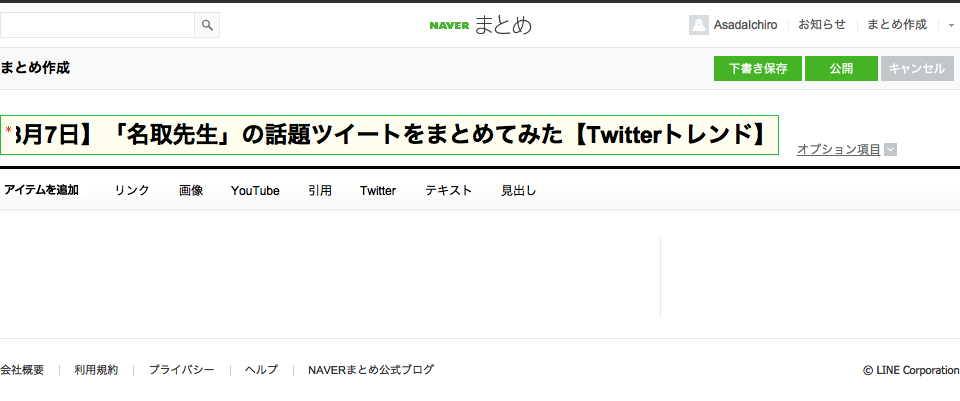 NAVER まとめ
AsadaIchiro お知らせ まとめ作成
まとめ作成
下書き保存 公開 キャンセル
* 月7日】「名取先生」の話題ツイートをまとめてみた【Twitterトレンド】
オプション項目
アイテムを追加 リンク 画像 YouTube 引用 Twitter テキスト 見出し
会社概要 利用規約 プライバシー ヘルプ NAVERまとめ公式ブログ
© LINE Corporation